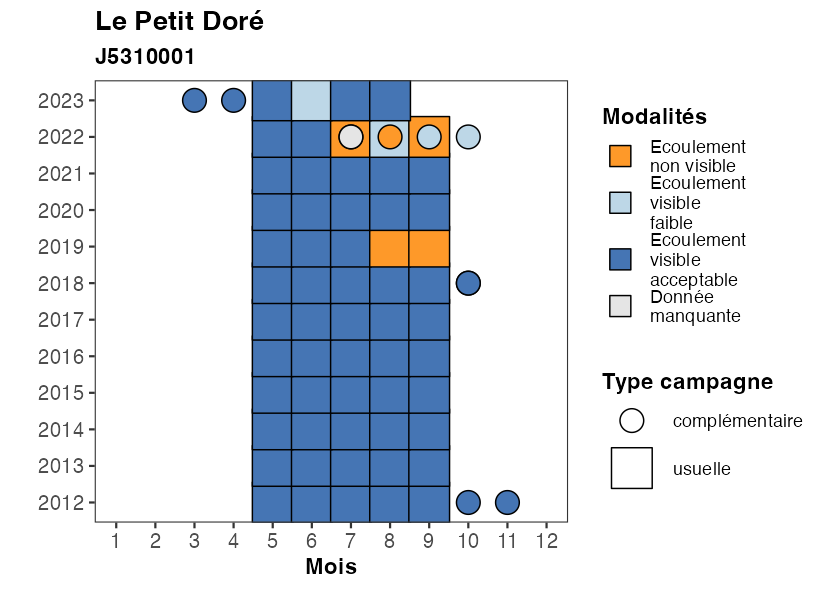 Le Petit Doré
J5310001
2023
2022
2021
2020
2019
2018
2017
2016
2015
2014
2013
2012
1 2 3 4 5 6 7 8 9 10 11 12
Mois
Modalités
Ecoulement
non visible
Ecoulement
visible
faible
Ecoulement
visible
acceptable
Donnée
manquante
Type campagne
complémentaire
usuelle